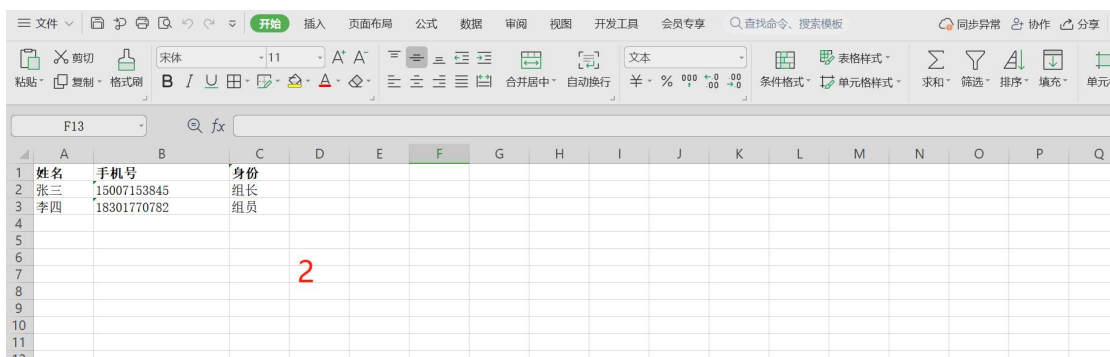 文件 开始 插入 页面布局 公式 数据 审阅 视图 开发工具 会员专享 查找命令、搜索模板 同步异常 协作 分享
剪切 宋体 11 A+ A- 文本 表格样式
粘贴 复制 格式刷 B I U A 合并居中 自动换行 ¥ % 000 .00 .00 .0 条件格式 单元格样式 求和 筛选 排序 填充 单元
F13 fx
A B C D E F G H I J K L M N O P Q
1 姓名 手机号 身份
2 张三 15007153845 组长
3 李四 18301770782 组员
4
5
6
7 2
8
9
10
11